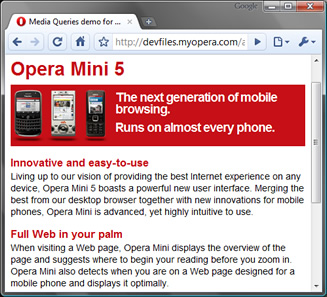 Google
Media Queries demo for ...
http://devfiles.myopera.com/a
Opera Mini 5
The next generation of mobile
browsing.
Runs on almost every phone.
Innovative and easy-to-use
Living up to our vision of providing the best Internet experience on any
device, Opera Mini 5 boasts a powerful new user interface. Merging the
best from our desktop browser together with new innovations for mobile
phones, Opera Mini is advanced, yet highly intuitive to use.
Full Web in your palm
When visiting a Web page, Opera Mini displays the overview of the
page and suggests where to begin your reading before you zoom in.
Opera Mini also detects when you are on a Web page designed for a
mobile phone and displays it optimally.